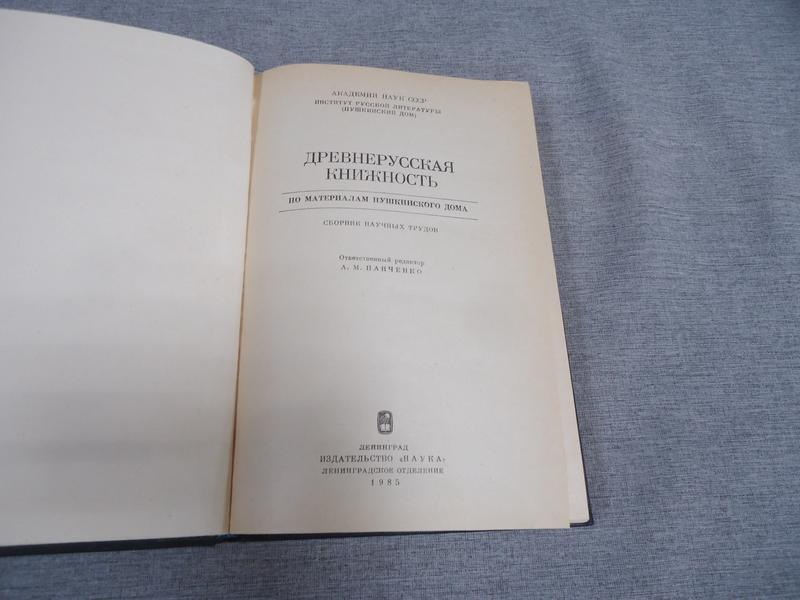 АКАДЕМИЯ НАУК СССР
ИНСТИТУТ РУССКОЙ ЛИТЕРАТУРЫ
(ПУШКИНСКИЙ ДОМ)
ДРЕВНЕРУССКАЯ
КНИЖНОСТЬ
ПО МАТЕРИАЛАМ ПУШКИНСКОГО ДОМА
СБОРНИК НАУЧНЫХ ТРУДОВ
Ответственный редактор
А. М. ПАНЧЕНКО
ЛЕНИНГРАД
ИЗДАТЕЛЬСТВО «НАУКА»
ЛЕНИНГРАДСКОЕ ОТДЕЛЕНИЕ
1985